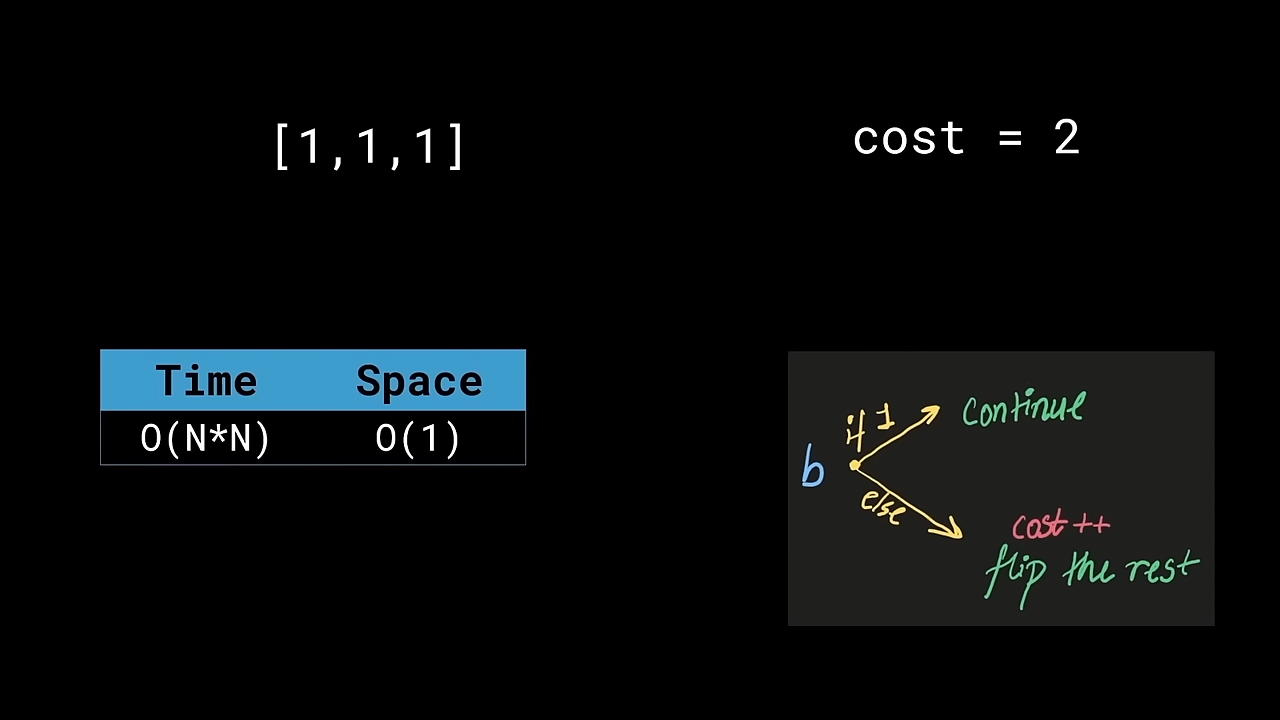 [1,1,1]
cost = 2
Time Space
O(N*N) O(1)
if 1
continue
b
else
cost ++
flip the rest